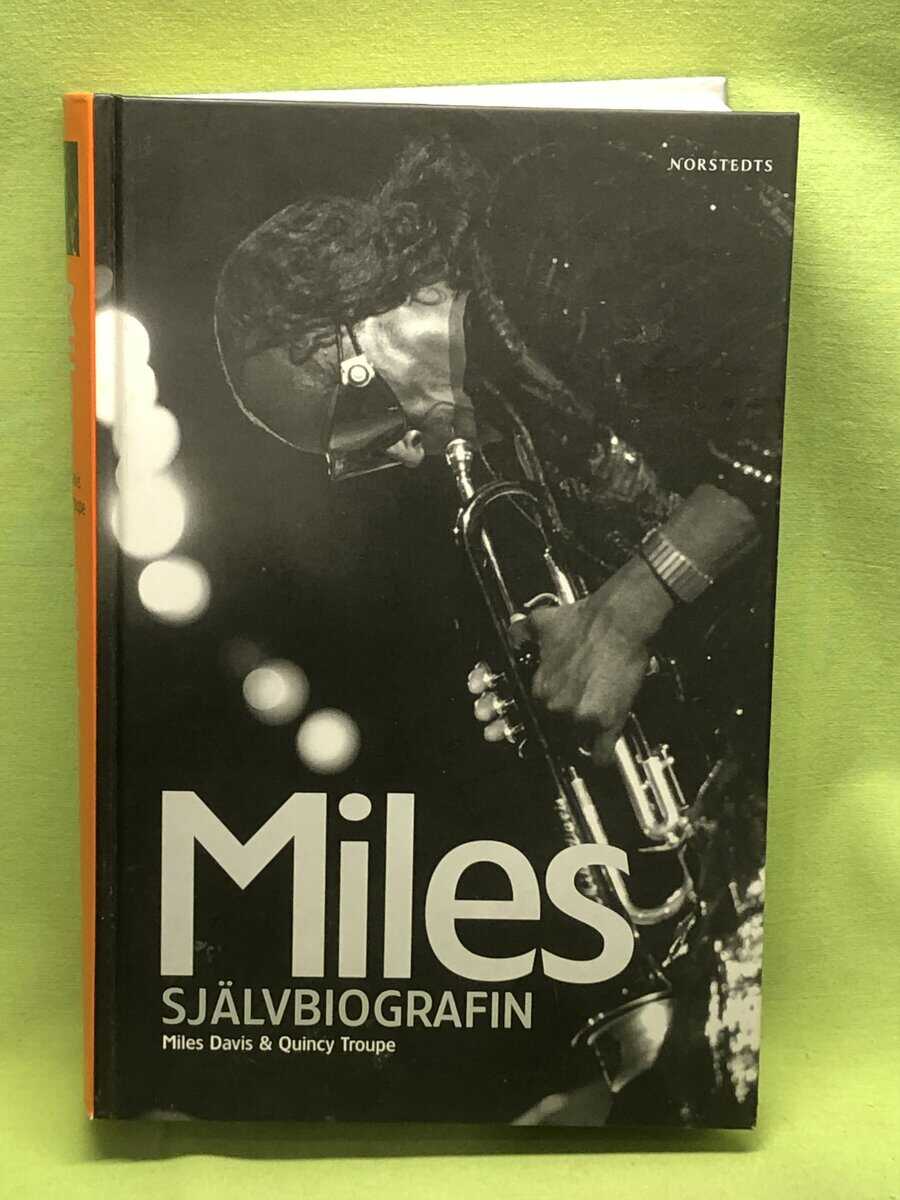 NORSTEDTS
Miles
SJÄLVBIOGRAFIN
Miles Davis & Quincy Troupe